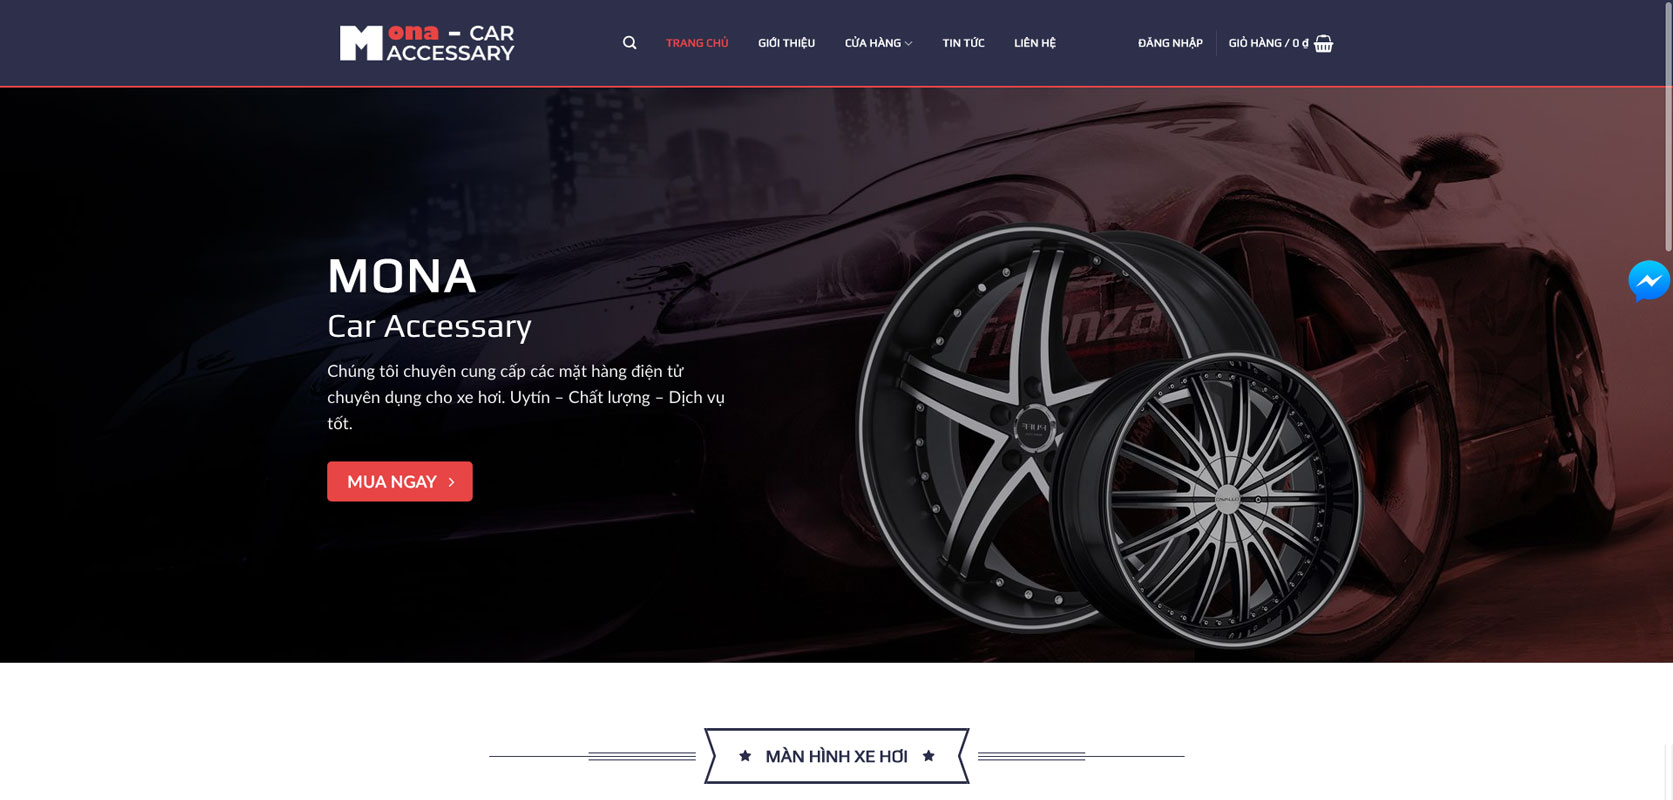 Mona – CAR
ACCESSARY
TRANG CHỦ
GIỚI THIỆU
CỬA HÀNG
TIN TỨC
LIÊN HỆ
ĐĂNG NHẬP
GIỎ HÀNG / 0 ₫
MONA
Car Accessary
Chúng tôi chuyên cung cấp các mặt hàng điện tử
chuyên dụng cho xe hơi. Uytín – Chất lượng – Dịch vụ
tốt.
MUA NGAY
MÀN HÌNH XE HƠI